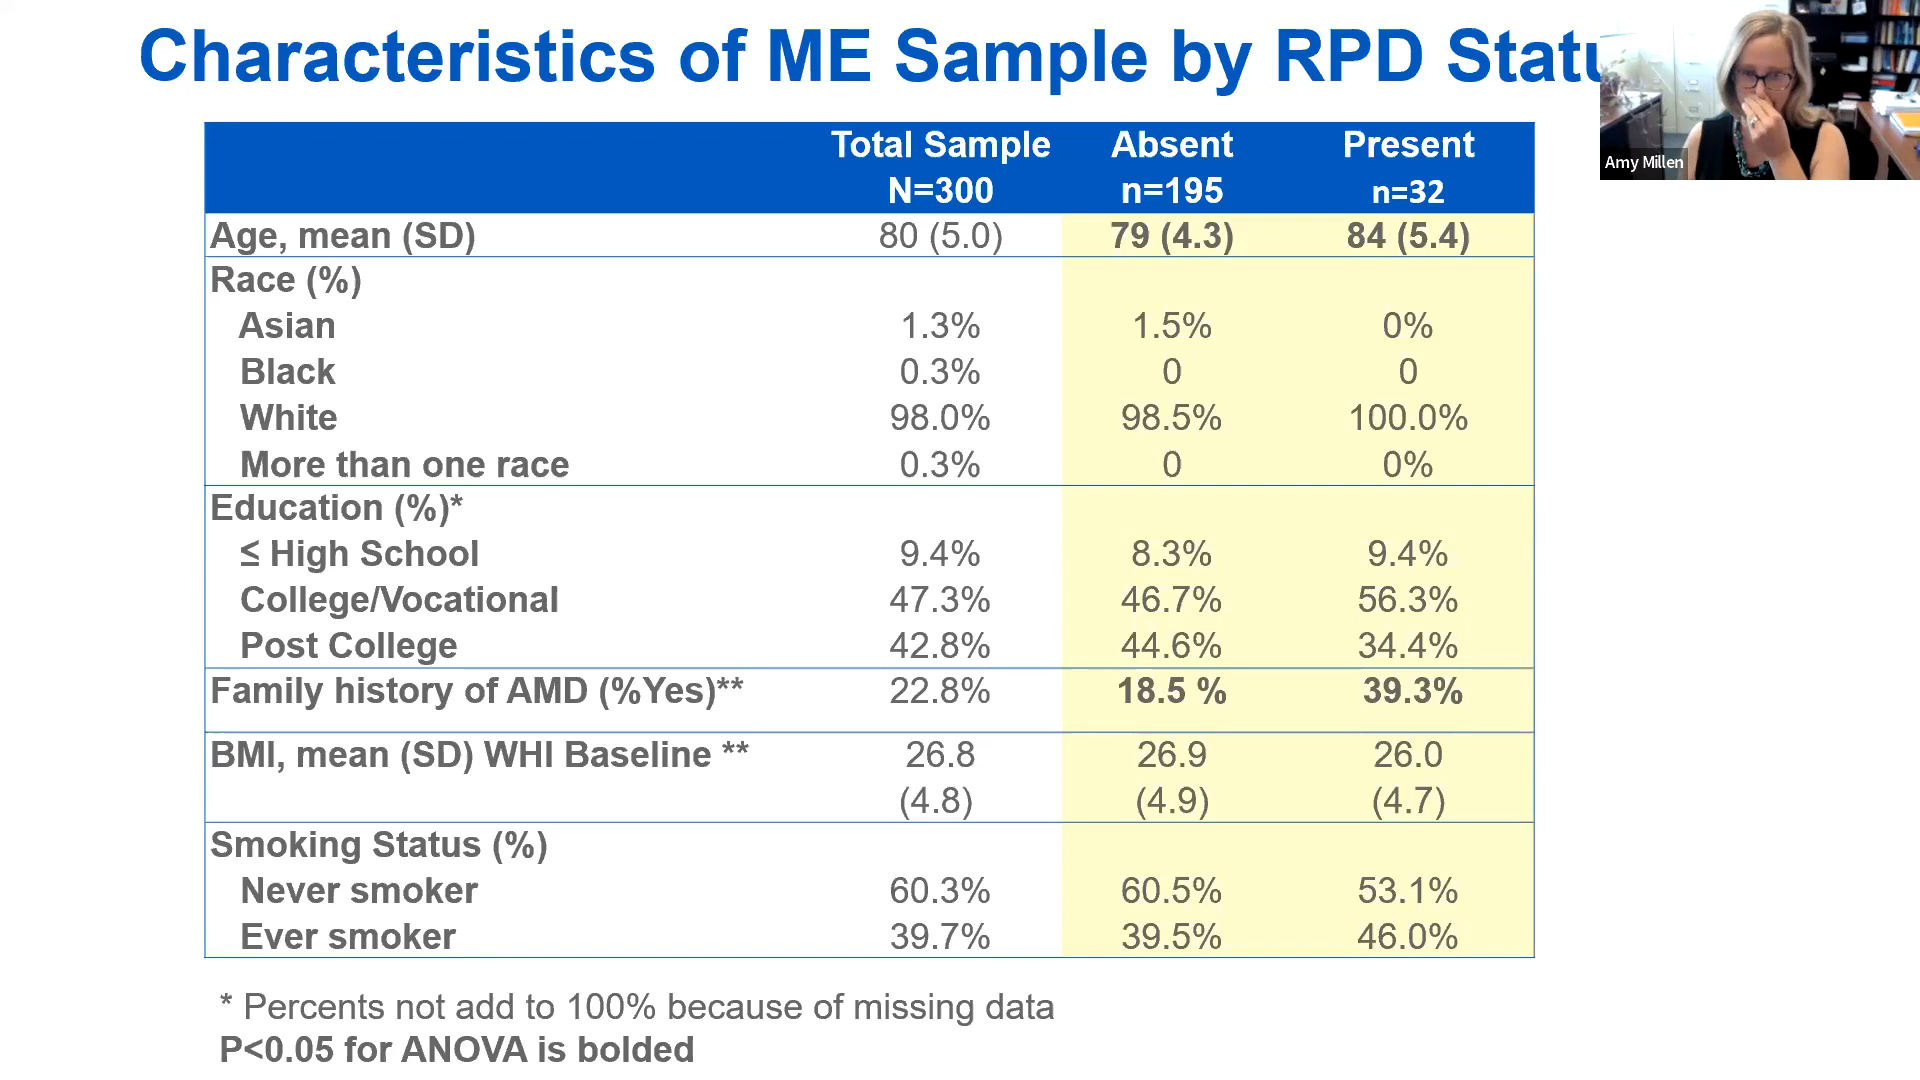 Characteristics of ME Sample by RPD Statu
Amy Millen
Total Sample Absent Present
N=300 n=195 n=32
Age, mean (SD) 80 (5.0) 79 (4.3) 84 (5.4)
Race (%)
Asian 1.3% 1.5% 0%
Black 0.3% 0 0
White 98.0% 98.5% 100.0%
More than one race 0.3% 0 0%
Education (%)*
≤ High School 9.4% 8.3% 9.4%
College/Vocational 47.3% 46.7% 56.3%
Post College 42.8% 44.6% 34.4%
Family history of AMD (%Yes)** 22.8% 18.5 % 39.3%
BMI, mean (SD) WHI Baseline ** 26.8 26.9 26.0
(4.8) (4.9) (4.7)
Smoking Status (%)
Never smoker 60.3% 60.5% 53.1%
Ever smoker 39.7% 39.5% 46.0%
* Percents not add to 100% because of missing data
P<0.05 for ANOVA is bolded